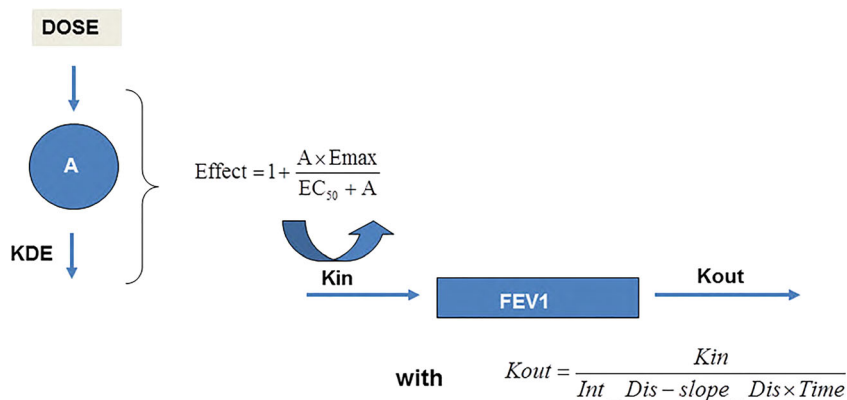 DOSE
A
KDE
Effect = 1 + A × Emax / EC50 + A
Kin
FEV1
Kout
with
Kout = Kin / Int Dis – slope Dis × Time